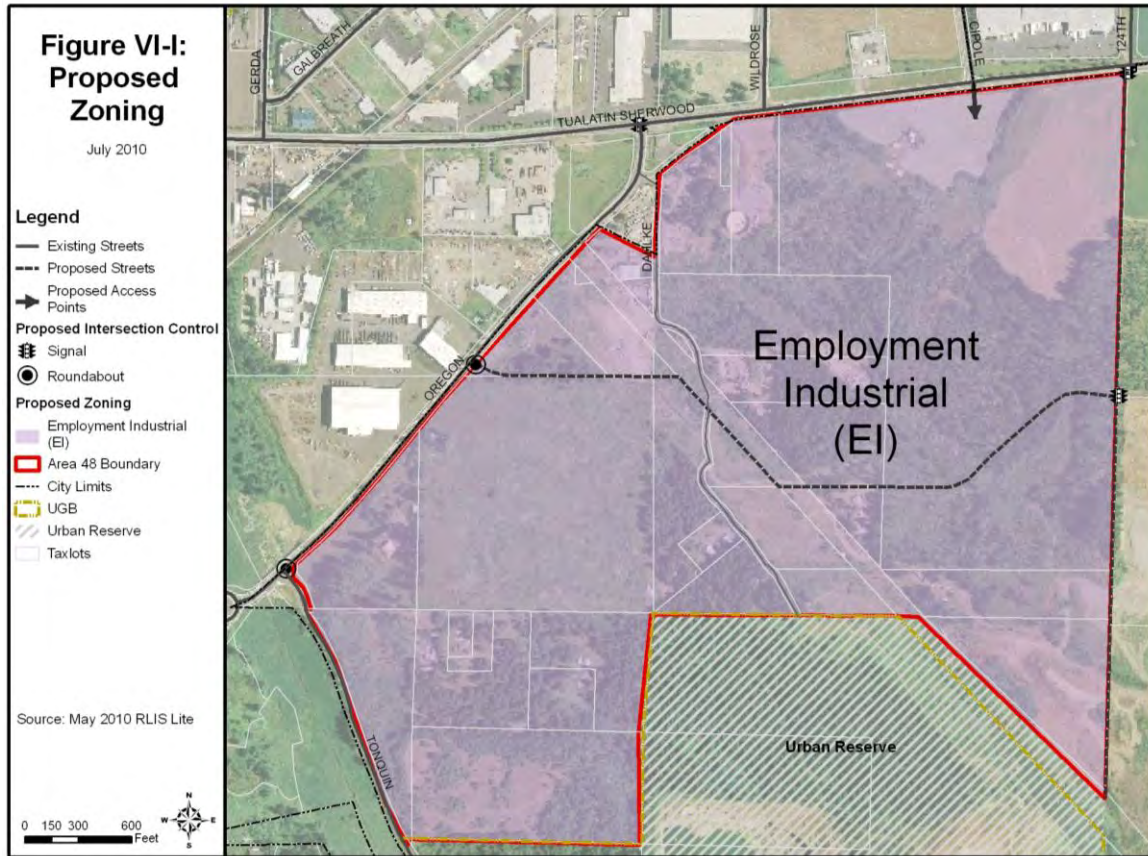 Figure VI-I:
Proposed
Zoning
July 2010
Legend
Existing Streets
Proposed Streets
Proposed Access
Points
Proposed Intersection Control
Signal
Roundabout
Proposed Zoning
Employment Industrial
(EI)
Area 48 Boundary
City Limits
UGB
Urban Reserve
Taxlots
Source: May 2010 RLIS Lite
N
W E
S
0 150 300 600
Feet
GERDA
GALBREATH
WILDROSE
CIPOLE
124TH
TUALATIN SHERWOOD
DAHLKE
OREGON
Employment
Industrial
(EI)
TONQUIN
Urban Reserve